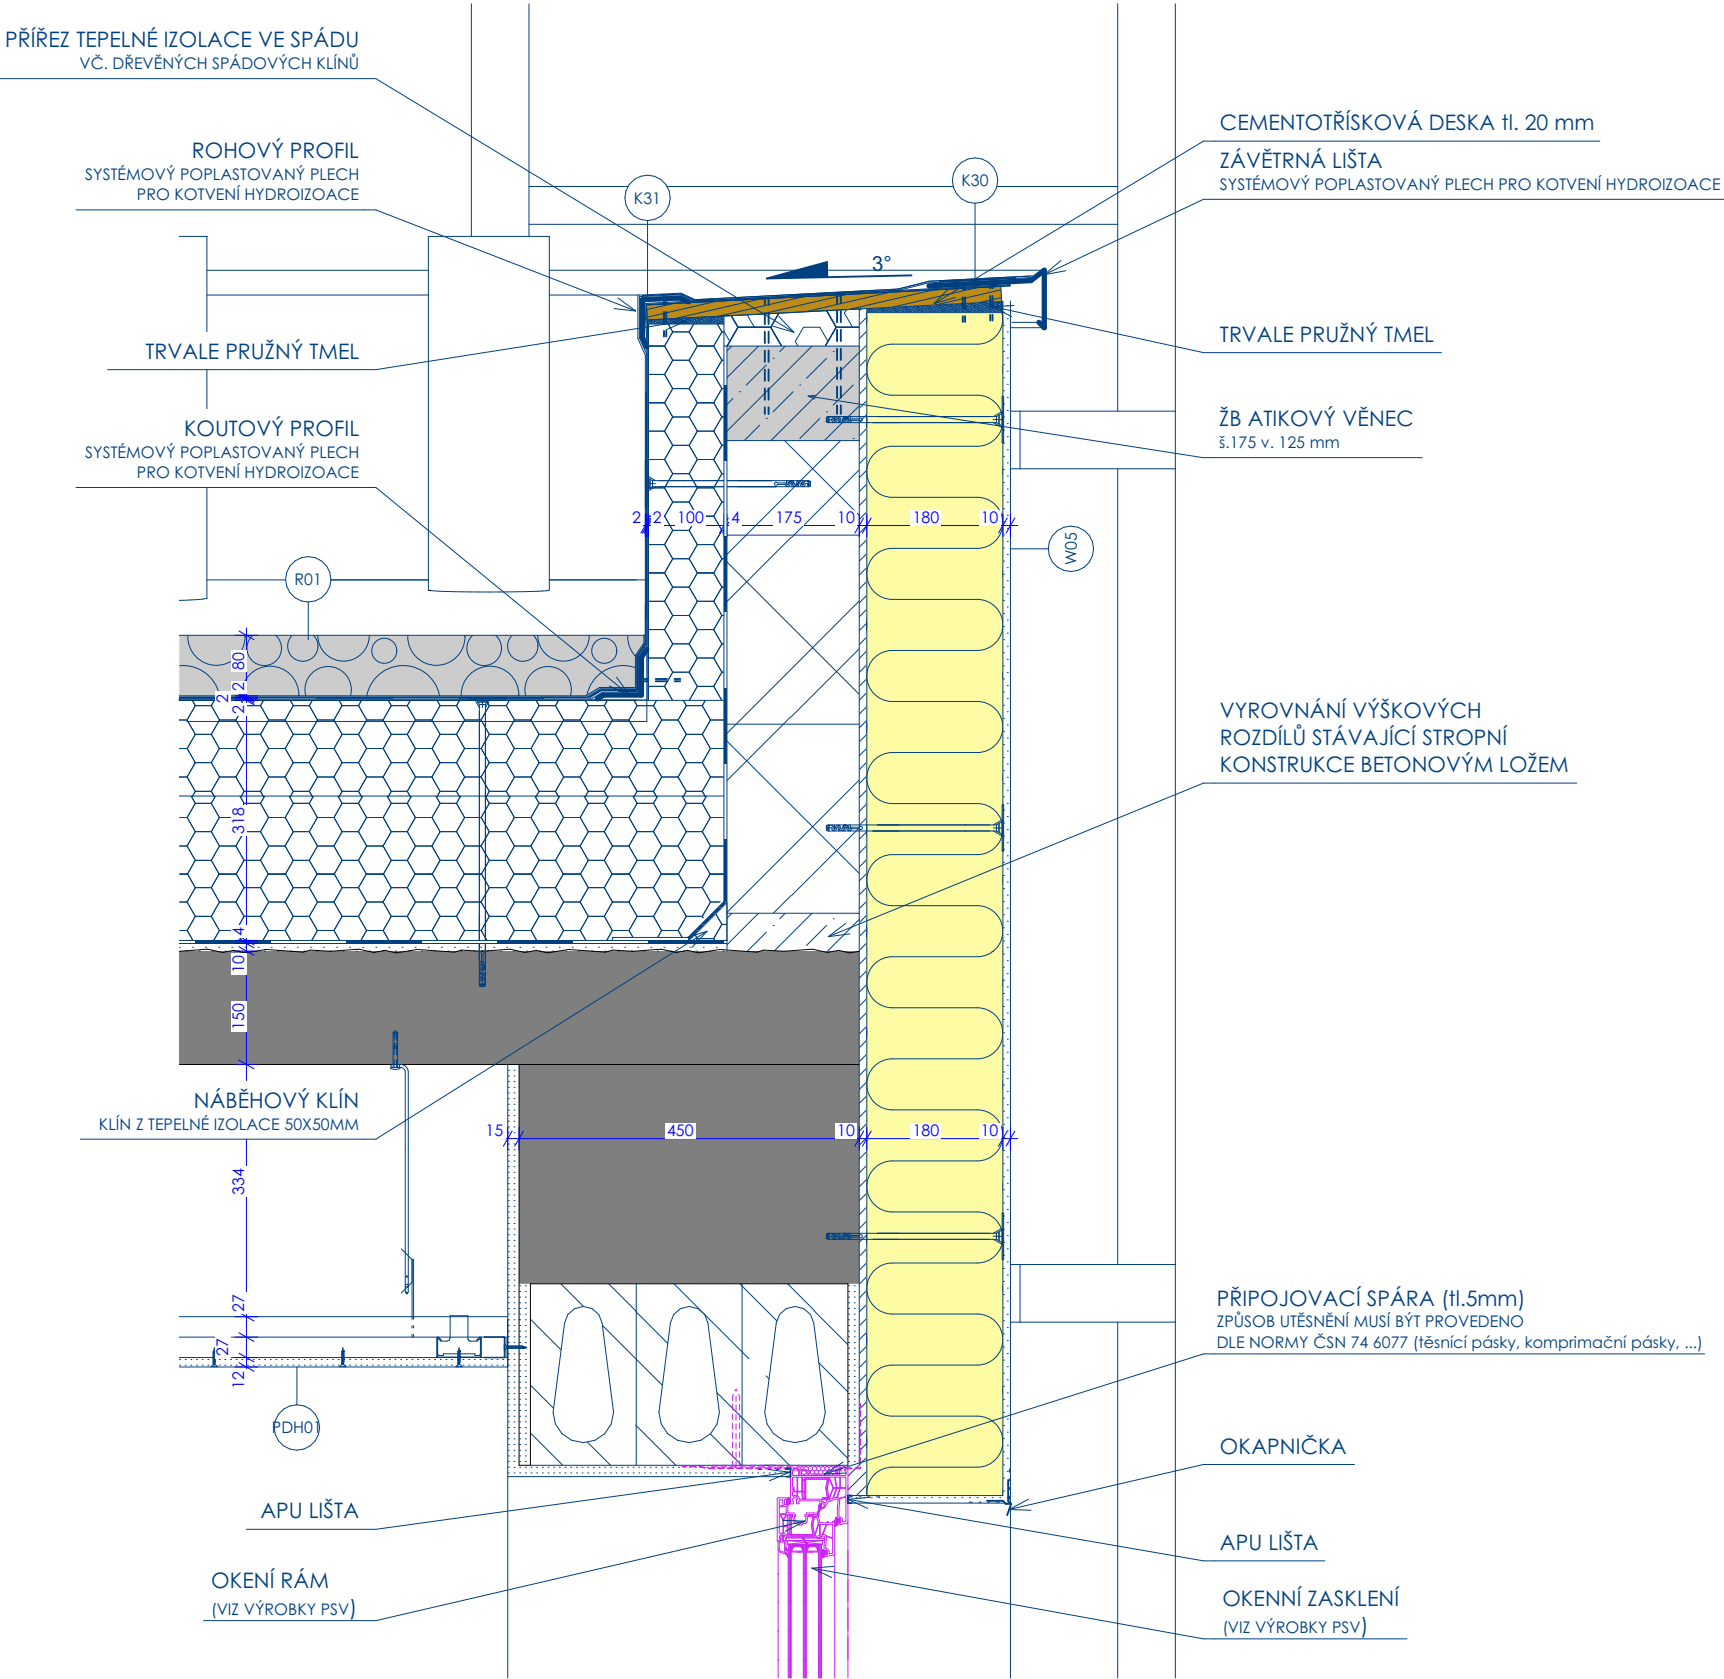 PŘÍŘEZ TEPELNÉ IZOLACE VE SPÁDU
VČ. DŘEVĚNÝCH SPÁDOVÝCH KLÍNŮ
ROHOVÝ PROFIL
SYSTÉMOVÝ POPLASTOVANÝ PLECH
PRO KOTVENÍ HYDROIZOACE
TRVALE PRUŽNÝ TMEL
KOUTOVÝ PROFIL
SYSTÉMOVÝ POPLASTOVANÝ PLECH
PRO KOTVENÍ HYDROIZOACE
K31
K30
3°
CEMENTOTŘÍSKOVÁ DESKA tl. 20 mm
ZÁVĚTRNÁ LIŠTA
SYSTÉMOVÝ POPLASTOVANÝ PLECH PRO KOTVENÍ HYDROIZOACE
TRVALE PRUŽNÝ TMEL
ŽB ATIKOVÝ VĚNEC
š.175 v. 125 mm
2 2 100 4 175 10 180 10
W05
R01
80
2
2
2
318
4
10
150
334
27
27
12
VYROVNÁNÍ VÝŠKOVÝCH
ROZDÍLŮ STÁVAJÍCÍ STROPNÍ
KONSTRUKCE BETONOVÝM LOŽEM
NÁBĚHOVÝ KLÍN
KLÍN Z TEPELNÉ IZOLACE 50X50MM
15 450 10 180 10
PDH01
PŘIPOJOVACÍ SPÁRA (tl.5mm)
ZPŮSOB UTĚSNĚNÍ MUSÍ BÝT PROVEDENO
DLE NORMY ČSN 74 6077 (těsnící pásky, komprimační pásky, ...)
OKAPNIČKA
APU LIŠTA
APU LIŠTA
OKENÍ RÁM
(VIZ VÝROBKY PSV)
OKENNÍ ZASKLENÍ
(VIZ VÝROBKY PSV)